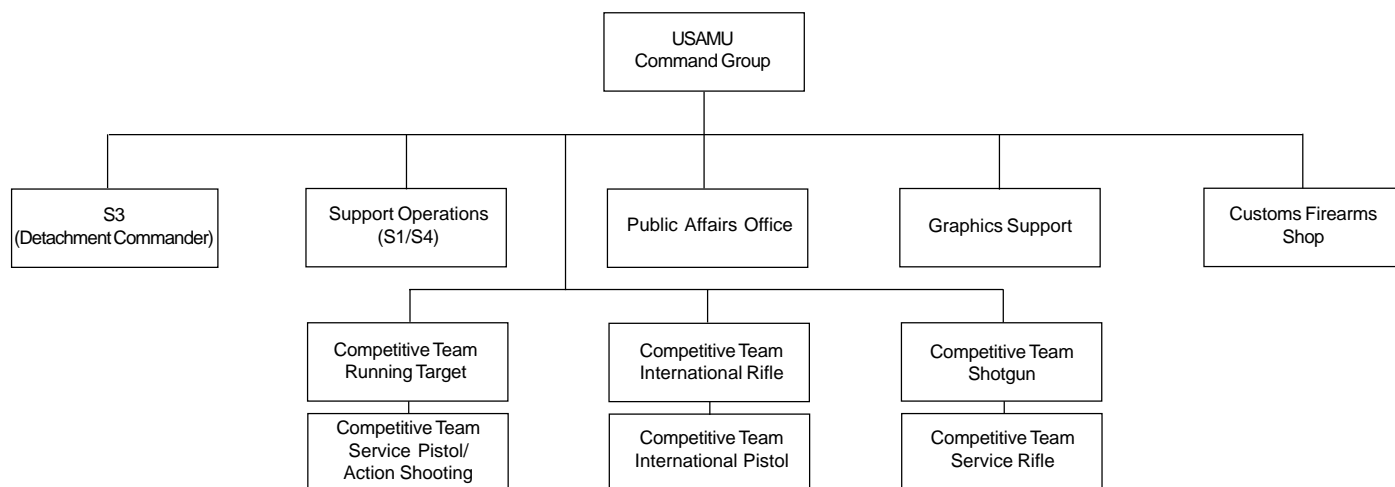 USAMU
Command Group
S3
(Detachment Commander)
Support Operations
(S1/S4)
Public Affairs Office
Graphics Support
Customs Firearms
Shop
Competitive Team
Running Target
Competitive Team
International Rifle
Competitive Team
Shotgun
Competitive Team
Service Pistol/
Action Shooting
Competitive Team
International Pistol
Competitive Team
Service Rifle